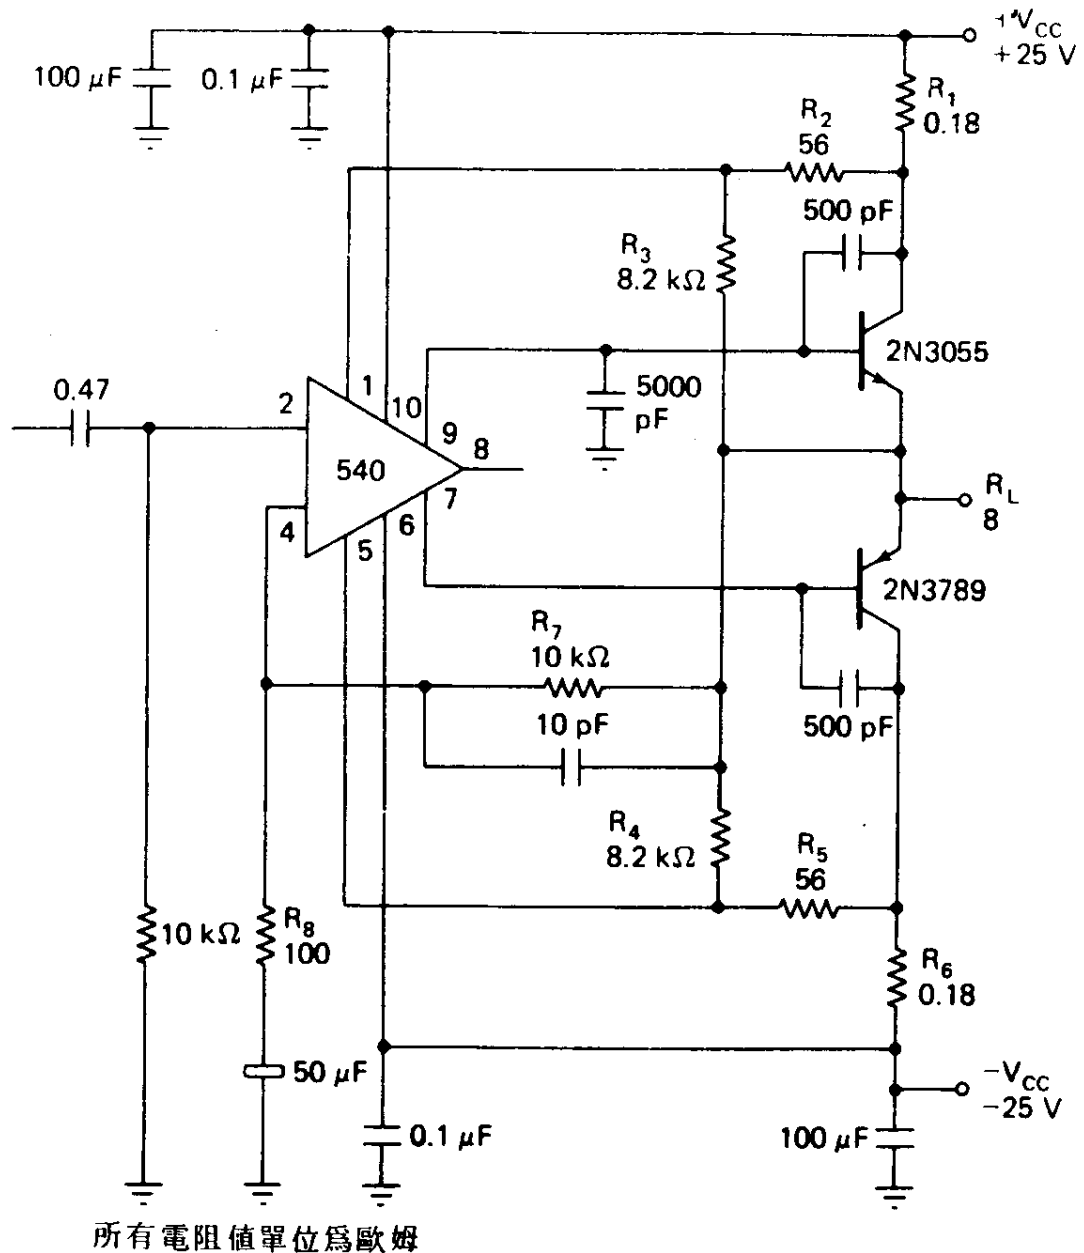 +VCC
+25 V
100 μF
0.1 μF
R1
0.18
R2
56
500 pF
R3
8.2 kΩ
2N3055
0.47
2
1
10
9
8
5000
pF
540
7
RL
8
4
5
6
2N3789
R7
10 kΩ
10 pF
500 pF
R4
8.2 kΩ
R5
56
10 kΩ
R8
100
R6
0.18
50 μF
-VCC
-25 V
0.1 μF
100 μF
所有電阻值單位爲歐姆